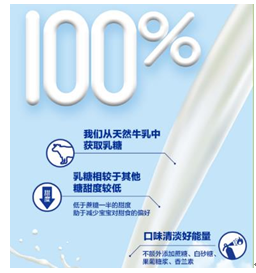 100%
我们从天然牛乳中
获取乳糖
乳糖相较于其他
糖甜度较低
甜度
低于蔗糖一半的甜度
助于减少宝宝对甜食的偏好
口味清淡好能量
不额外添加蔗糖、白砂糖、
果葡糖浆、香兰素